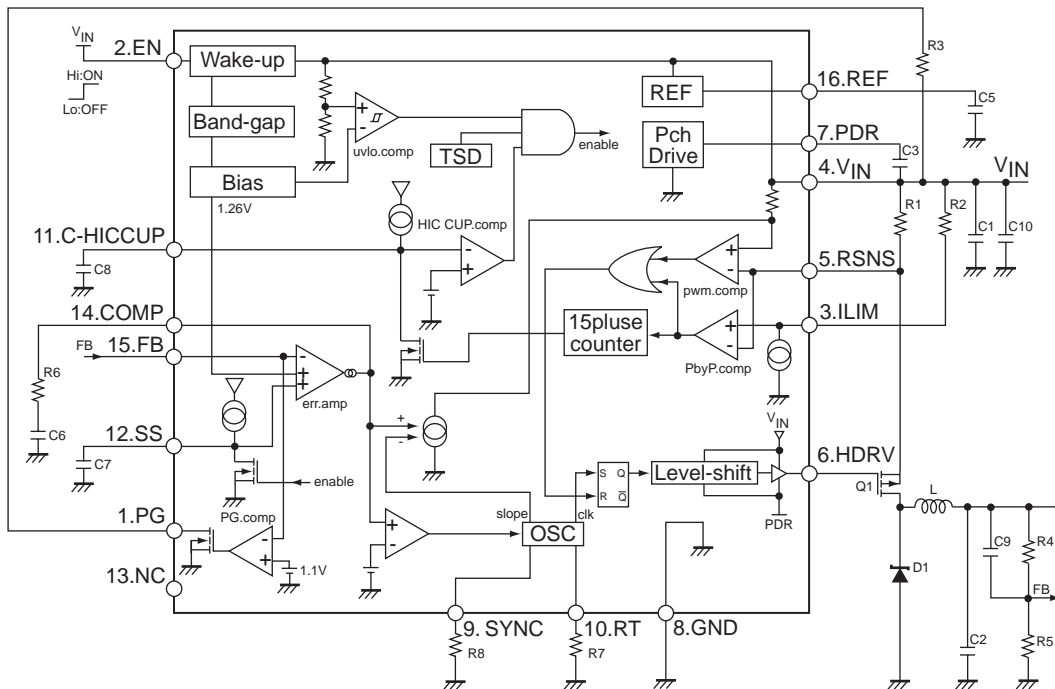 VIN
2.EN
Hi:ON
Lo:OFF
Wake-up
Band-gap
Bias
1.26V
uvlo.comp
TSD
enable
REF
16.REF
Pch
Drive
7.PDR
4.VIN
VIN
R3
C5
C3
R1
R2
C1
C10
11.C-HICCUP
C8
HIC CUP.comp
pwm.comp
5.RSNS
14.COMP
15pluse
counter
PbyP.comp
3.ILIM
FB
15.FB
R6
C6
err.amp
12.SS
C7
enable
+
-
VIN
Level-shift
6.HDRV
S Q
R Q
PDR
Q1
L
slope
clk
OSC
1.PG
PG.comp
1.1V
13.NC
C9
R4
D1
FB
R5
C2
9. SYNC
10.RT
8.GND
R8
R7